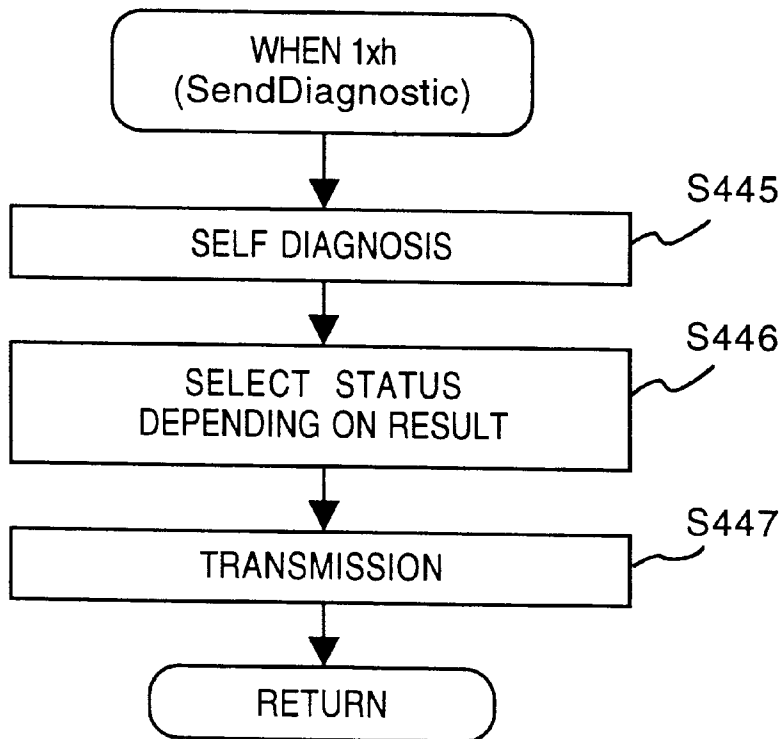 WHEN 1xh
(SendDiagnostic)
S445
SELF DIAGNOSIS
S446
SELECT STATUS
DEPENDING ON RESULT
S447
TRANSMISSION
RETURN